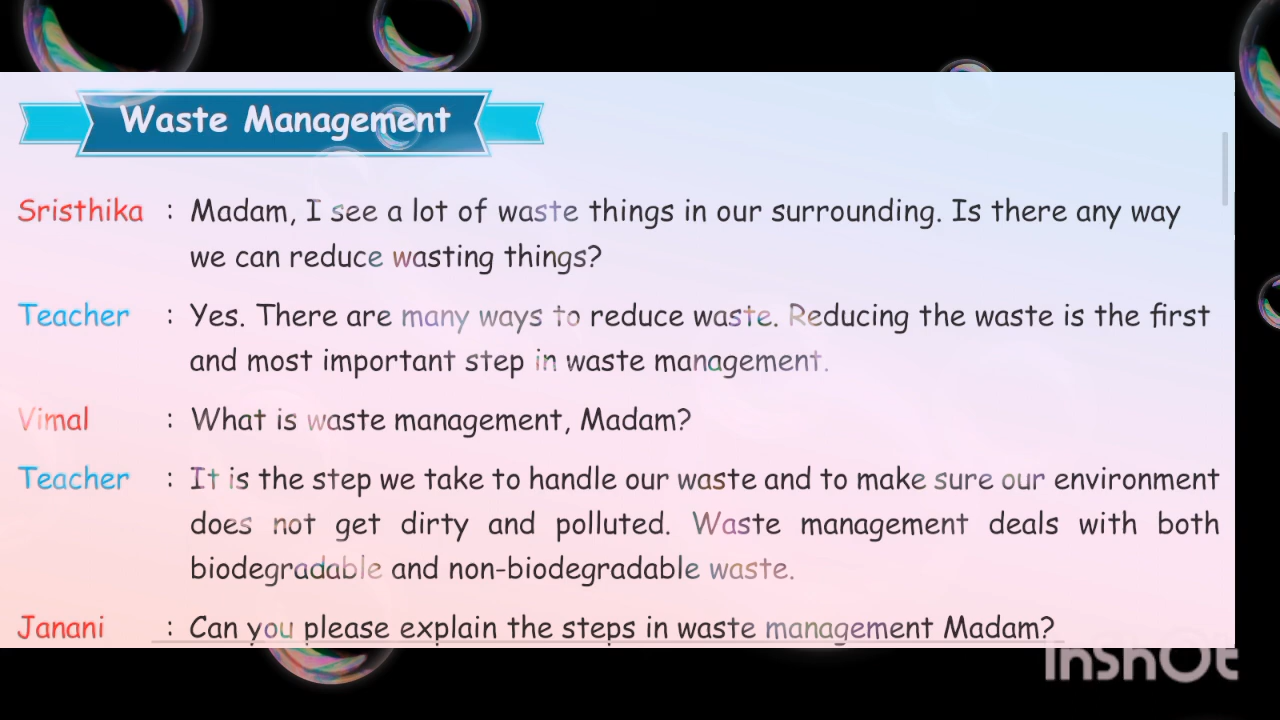 Waste Management
Sristhika : Madam, I see a lot of waste things in our surrounding. Is there any way
we can reduce wasting things?
Teacher : Yes. There are many ways to reduce waste. Reducing the waste is the first
and most important step in waste management.
Vimal : What is waste management, Madam?
Teacher : It is the step we take to handle our waste and to make sure our environment
does not get dirty and polluted. Waste management deals with both
biodegradable and non-biodegradable waste.
Janani : Can you please explain the steps in waste management Madam?
InShOt